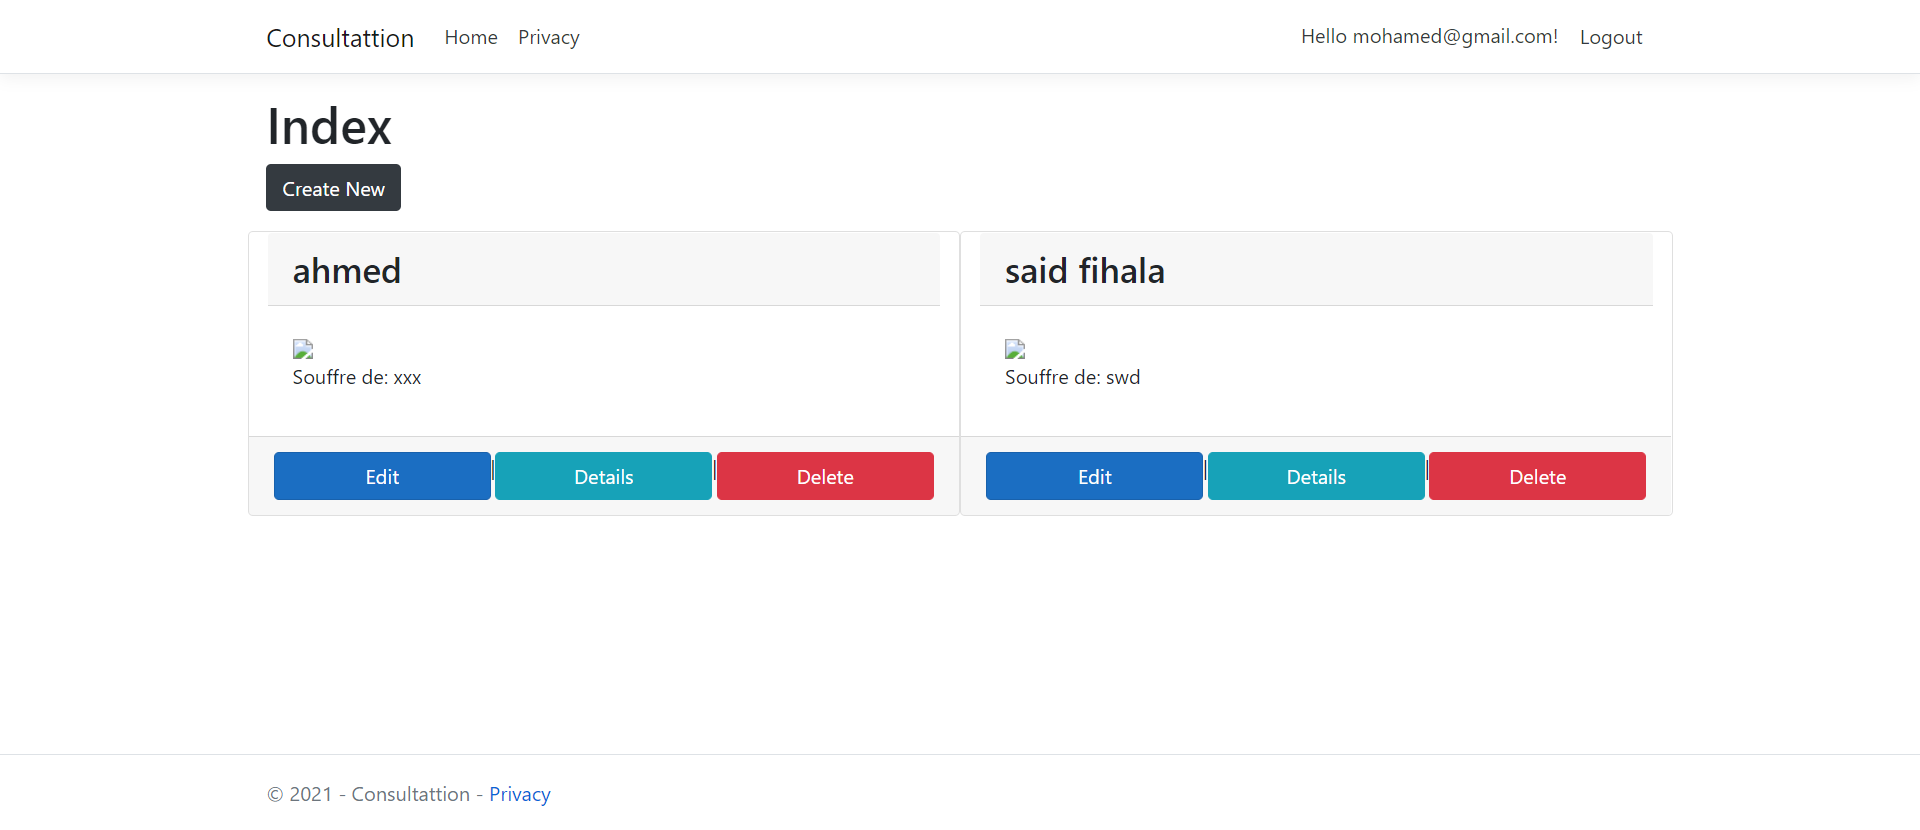 Consultattion Home Privacy Hello mohamed@gmail.com! Logout
Index
Create New
ahmed
Souffre de: xxx
Edit | Details | Delete
said fihala
Souffre de: swd
Edit | Details | Delete
© 2021 - Consultattion - Privacy